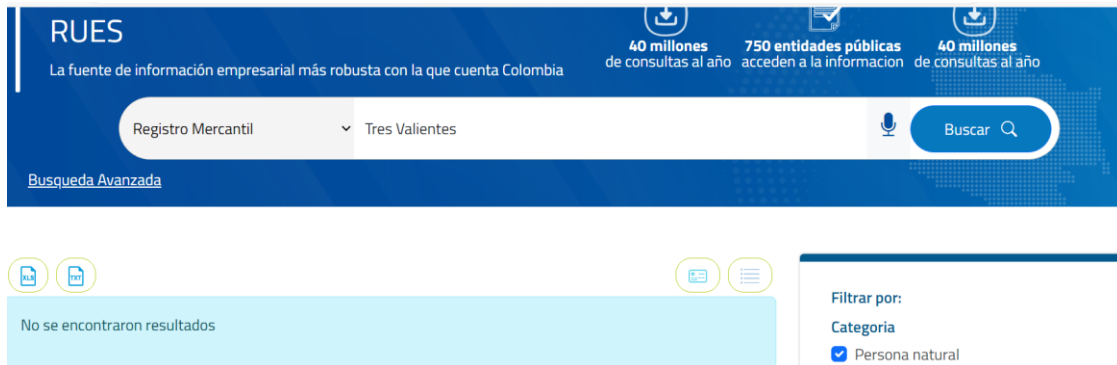 RUES
La fuente de información empresarial más robusta con la que cuenta Colombia
40 millones
de consultas al año
750 entidades públicas
acceden a la informacion
40 millones
de consultas al año
Registro Mercantil
Tres Valientes
Buscar
Busqueda Avanzada
XLS
TXT
No se encontraron resultados
Filtrar por:
Categoria
Persona natural